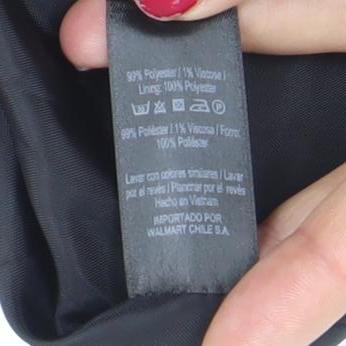 99% Polyester / 1% Viscose /
Lining: 100% Polyester
99% Poliéster / 1% Viscosa / Forro:
100% Poliéster
Lavar con colores similares / Lavar
por el revés / Planchar por el revés
Hecho en Vietnam
IMPORTADO POR
WALMART CHILE S.A.